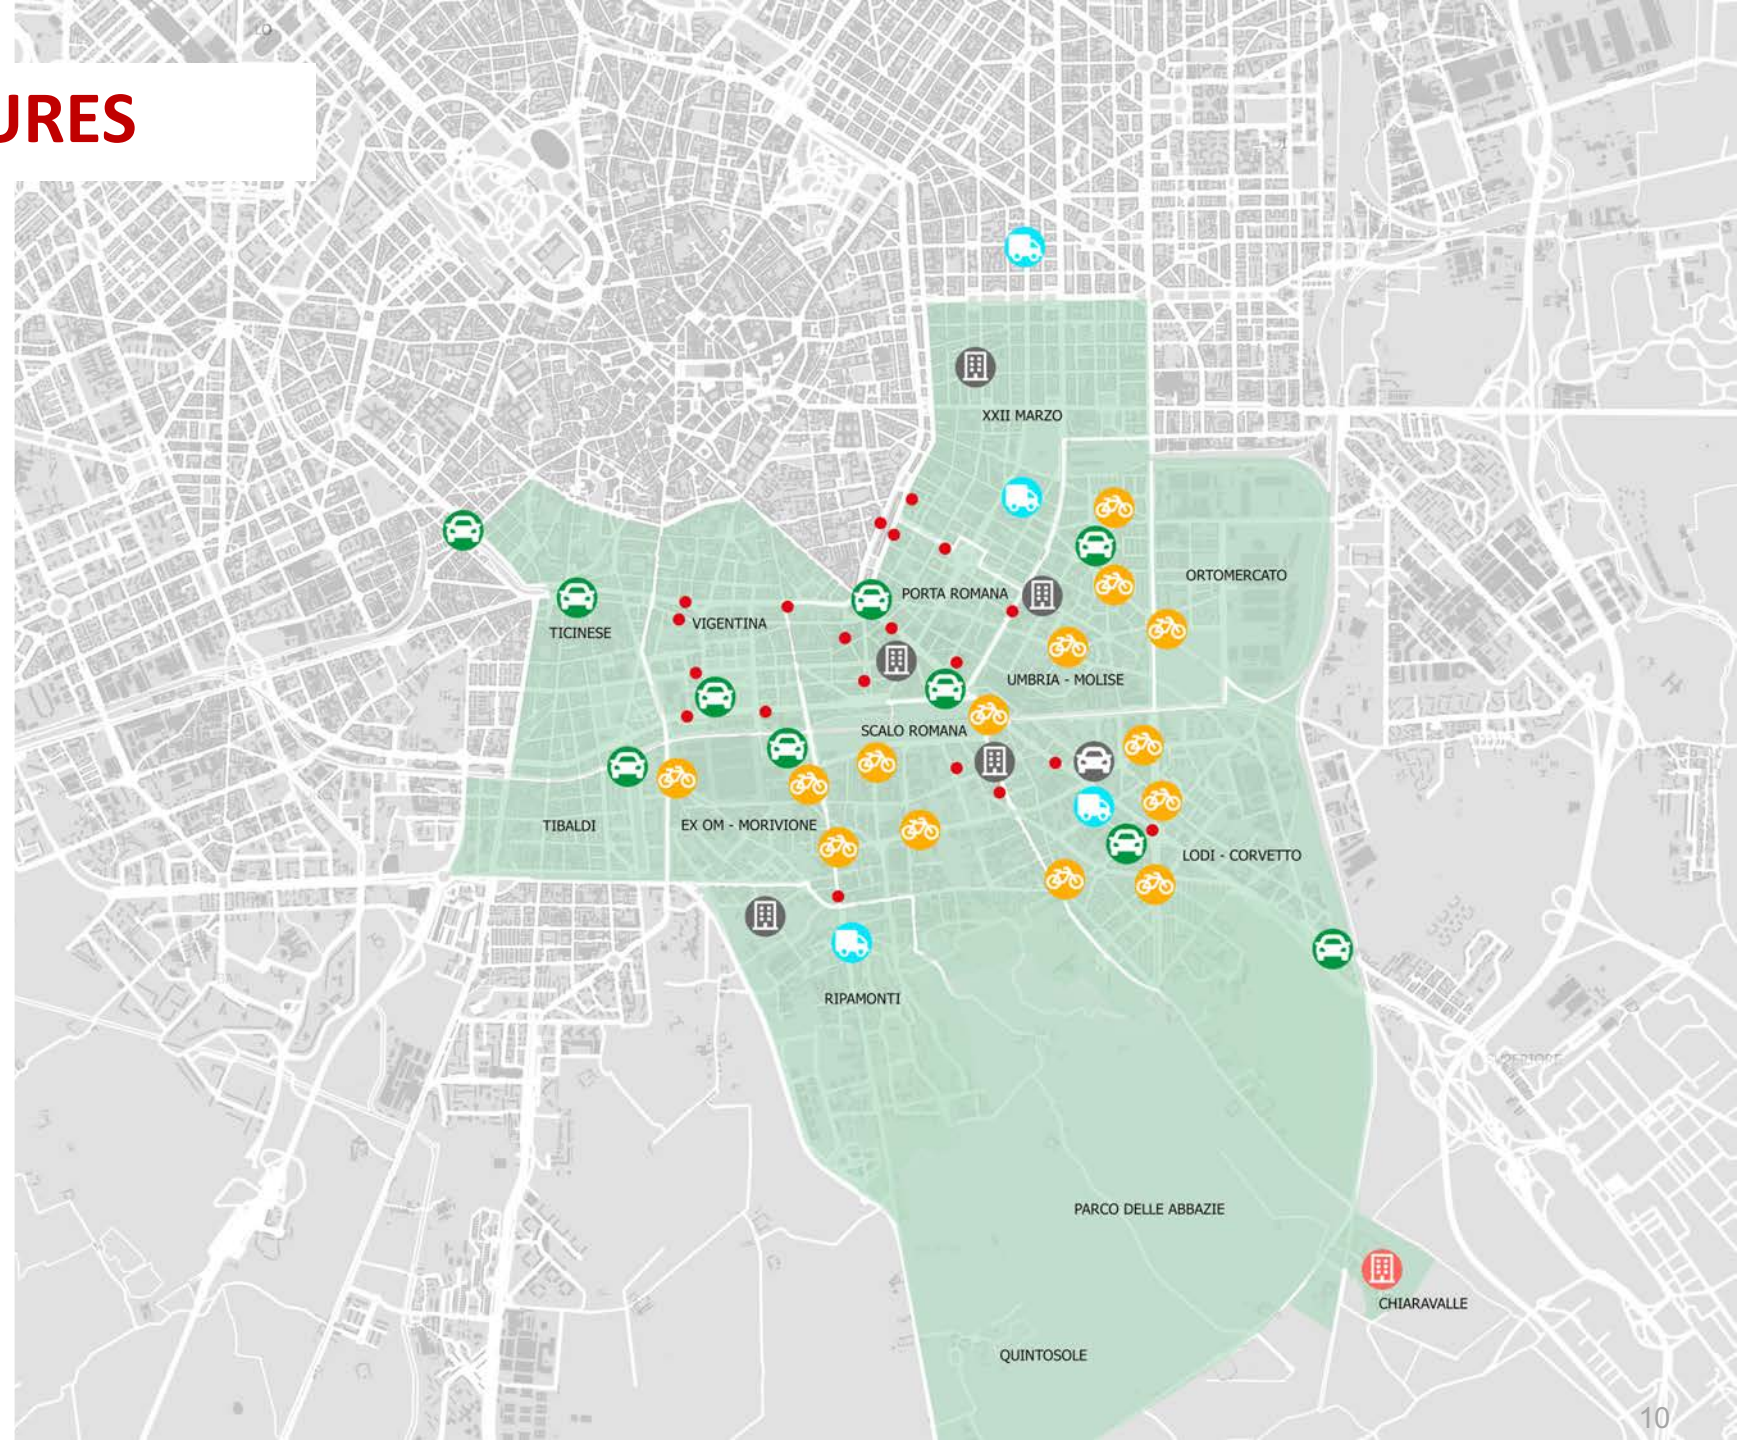 URES
XXII MARZO
ORTOMERCATO
PORTA ROMANA
TICINESE
VIGENTINA
UMBRIA - MOLISE
SCALO ROMANA
TIBALDI
EX OM - MORIVIONE
LODI - CORVETTO
RIPAMONTI
PARCO DELLE ABBAZIE
CHIARAVALLE
QUINTOSOLE
10